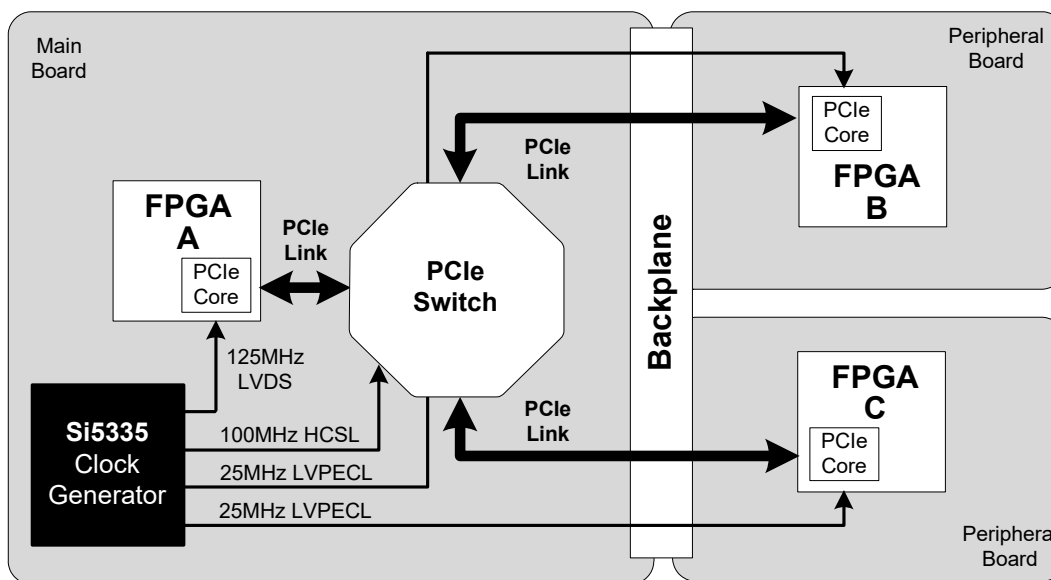 Main
Board
Peripheral
Board
PCIe
Core
FPGA
B
PCIe
Link
FPGA
A
PCIe
Core
PCIe
Link
PCIe
Switch
Backplane
125MHz
LVDS
Si5335
Clock
Generator
100MHz HCSL
25MHz LVPECL
25MHz LVPECL
PCIe
Link
FPGA
C
PCIe
Core
Periphera
Board